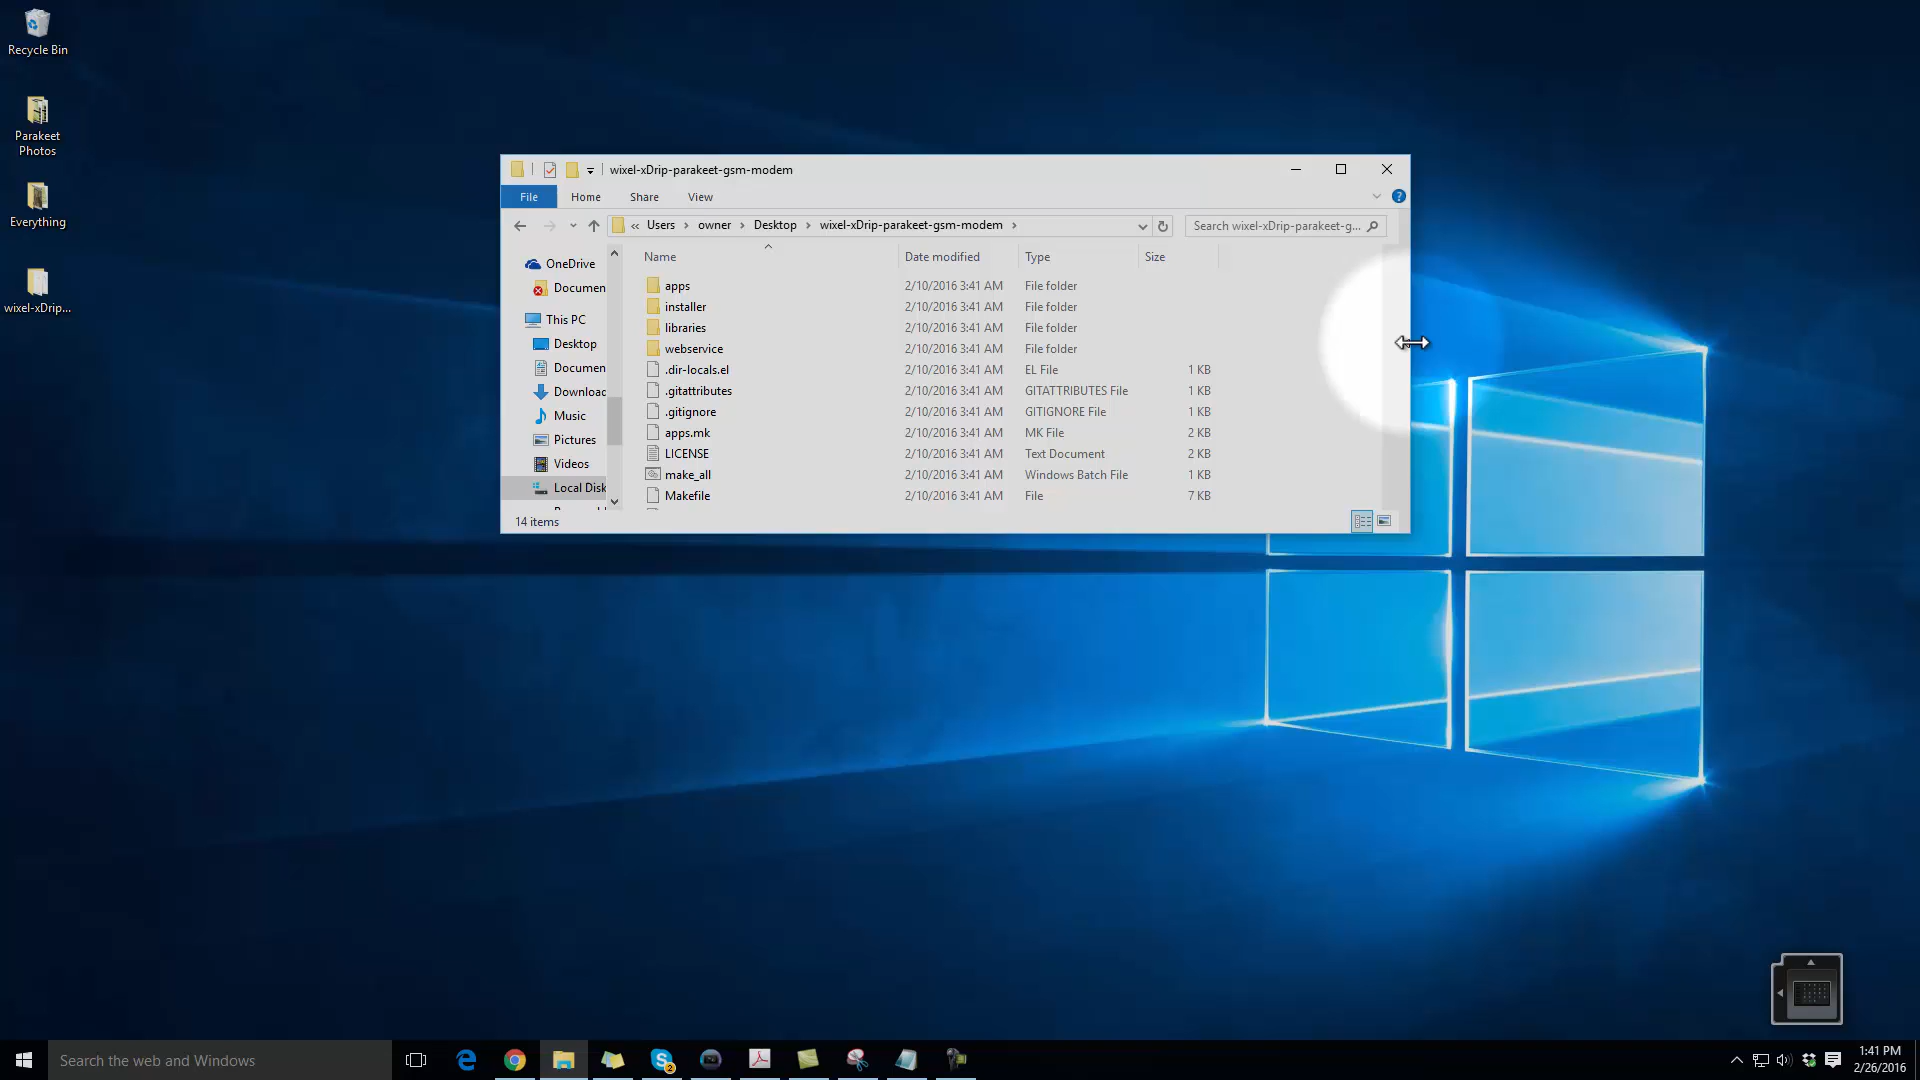 Recycle Bin
Parakeet
Photos
Everything
wixel-xDrip...
wixel-xDrip-parakeet-gsm-modem
File Home Share View
« Users > owner > Desktop > wixel-xDrip-parakeet-gsm-modem >
Search wixel-xDrip-parakeet-g...
OneDrive
Documen
This PC
Desktop
Documen
Download
Music
Pictures
Videos
Local Disk
Name Date modified Type Size
apps 2/10/2016 3:41 AM File folder
installer 2/10/2016 3:41 AM File folder
libraries 2/10/2016 3:41 AM File folder
webservice 2/10/2016 3:41 AM File folder
.dir-locals.el 2/10/2016 3:41 AM EL File 1 KB
.gitattributes 2/10/2016 3:41 AM GITATTRIBUTES File 1 KB
.gitignore 2/10/2016 3:41 AM GITIGNORE File 1 KB
apps.mk 2/10/2016 3:41 AM MK File 2 KB
LICENSE 2/10/2016 3:41 AM Text Document 2 KB
make_all 2/10/2016 3:41 AM Windows Batch File 1 KB
Makefile 2/10/2016 3:41 AM File 7 KB
14 items
Search the web and Windows
2
1:41 PM
2/26/2016